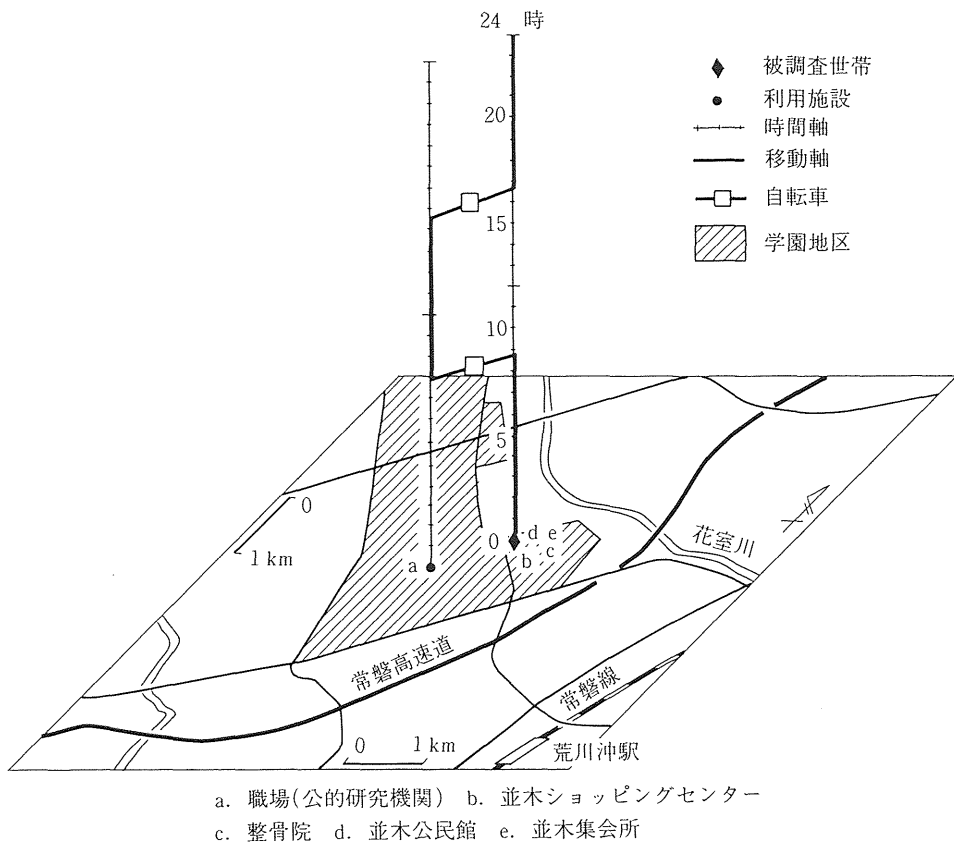 24 時
20
15
10
5
0
被調査世帯
利用施設
時間軸
移動軸
自転車
学園地区
0
1 km
a
b
c
d
e
花室川
常磐高速道
常磐線
0 1 km
荒川沖駅
a. 職場(公的研究機関) b. 並木ショッピングセンター
c. 整骨院 d. 並木公民館 e. 並木集会所